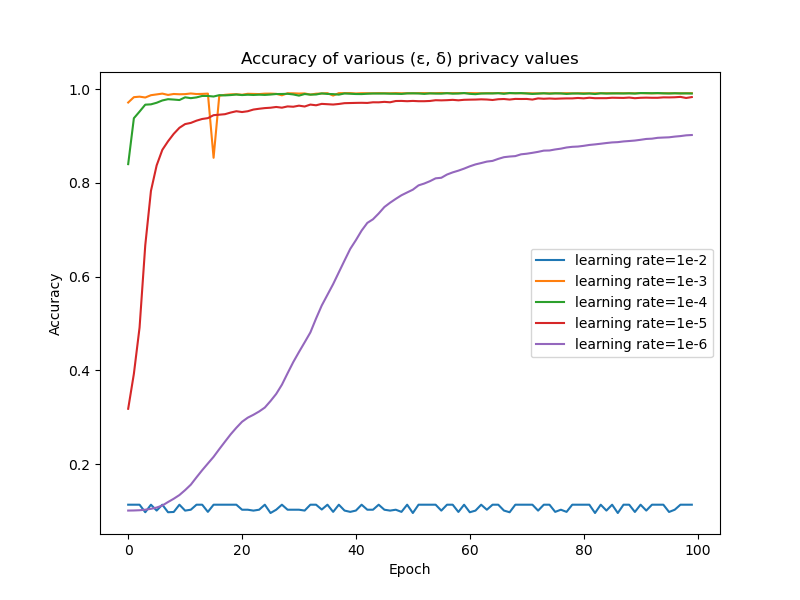 Accuracy of various (ε, δ) privacy values
1.0
0.8
0.6
0.4
0.2
Accuracy
learning rate=1e-2
learning rate=1e-3
learning rate=1e-4
learning rate=1e-5
learning rate=1e-6
0 20 40 60 80 100
Epoch